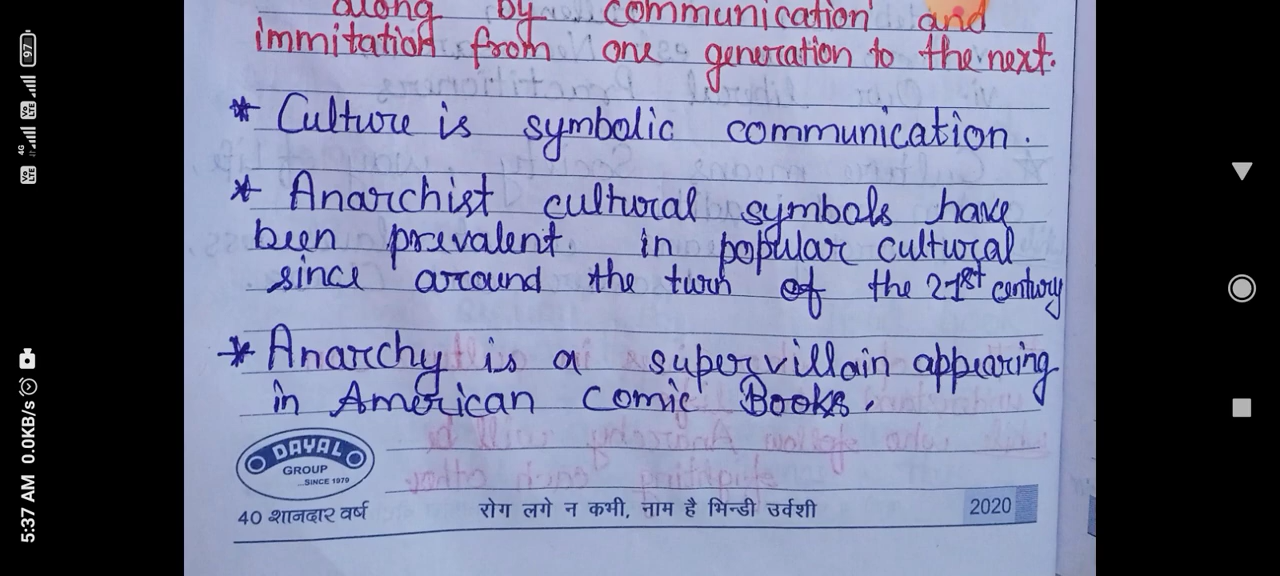 along by communication and
immitation from one generation to the next.
* Culture is symbolic communication.
* Anarchist cultural symbols have
been prevalent in popular cultural
since around the turn of the 21st century
* Anarchy is a supervillain appearing
in American Comic Books.
DAYAL
GROUP
...SINCE 1979
40 शानदार वर्ष
रोग लगे न कभी, नाम है भिन्डी उर्वशी
2020
5:37 AM 0.0KB/s
4G
97